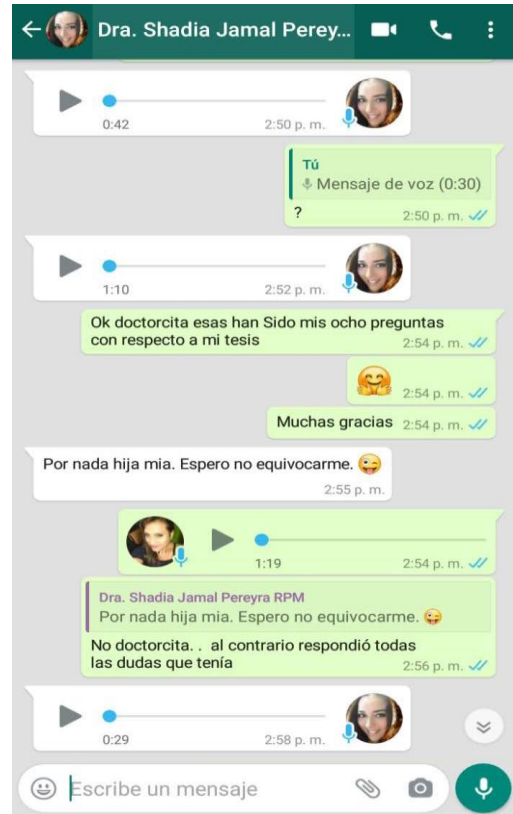 Dra. Shadia Jamal Perey...
0:42 2:50 p. m.
Tú
Mensaje de voz (0:30)
? 2:50 p. m.
1:10 2:52 p. m.
Ok doctorcita esas han Sido mis ocho preguntas
con respecto a mi tesis 2:54 p. m.
2:54 p. m.
Muchas gracias 2:54 p. m.
Por nada hija mia. Espero no equivocarme. 😜
2:55 p. m.
1:19 2:54 p. m.
Dra. Shadia Jamal Pereyra RPM
Por nada hija mia. Espero no equivocarme. 😜
No doctorcita. . al contrario respondió todas
las dudas que tenía 2:56 p. m.
0:29 2:58 p. m.
Escribe un mensaje